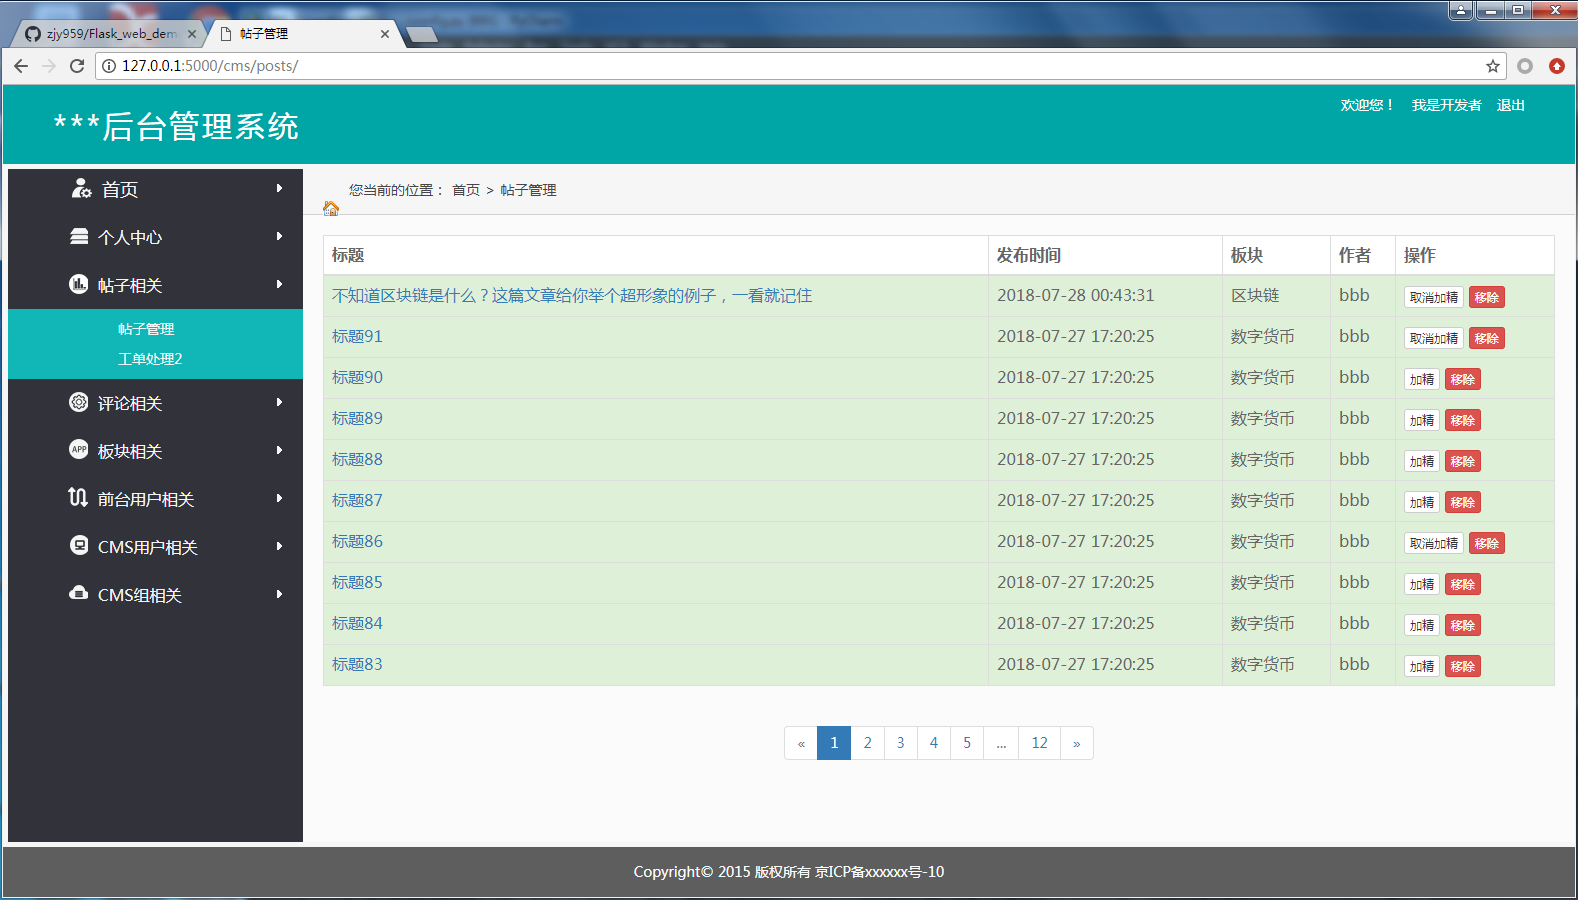 zjy959/Flask_web_dem
帖子管理
127.0.0.1:5000/cms/posts/
***后台管理系统
欢迎您！ 我是开发者 退出
首页
个人中心
帖子相关
帖子管理
工单处理2
评论相关
APP 板块相关
前台用户相关
CMS用户相关
CMS组相关
您当前的位置： 首页 > 帖子管理
标题 发布时间 板块 作者 操作
不知道区块链是什么？这篇文章给你举个超形象的例子，一看就记住 2018-07-28 00:43:31 区块链 bbb 取消加精 移除
标题91 2018-07-27 17:20:25 数字货币 bbb 取消加精 移除
标题90 2018-07-27 17:20:25 数字货币 bbb 加精 移除
标题89 2018-07-27 17:20:25 数字货币 bbb 加精 移除
标题88 2018-07-27 17:20:25 数字货币 bbb 加精 移除
标题87 2018-07-27 17:20:25 数字货币 bbb 加精 移除
标题86 2018-07-27 17:20:25 数字货币 bbb 取消加精 移除
标题85 2018-07-27 17:20:25 数字货币 bbb 加精 移除
标题84 2018-07-27 17:20:25 数字货币 bbb 加精 移除
标题83 2018-07-27 17:20:25 数字货币 bbb 加精 移除
« 1 2 3 4 5 ... 12 »
Copyright© 2015 版权所有 京ICP备xxxxxx号-10